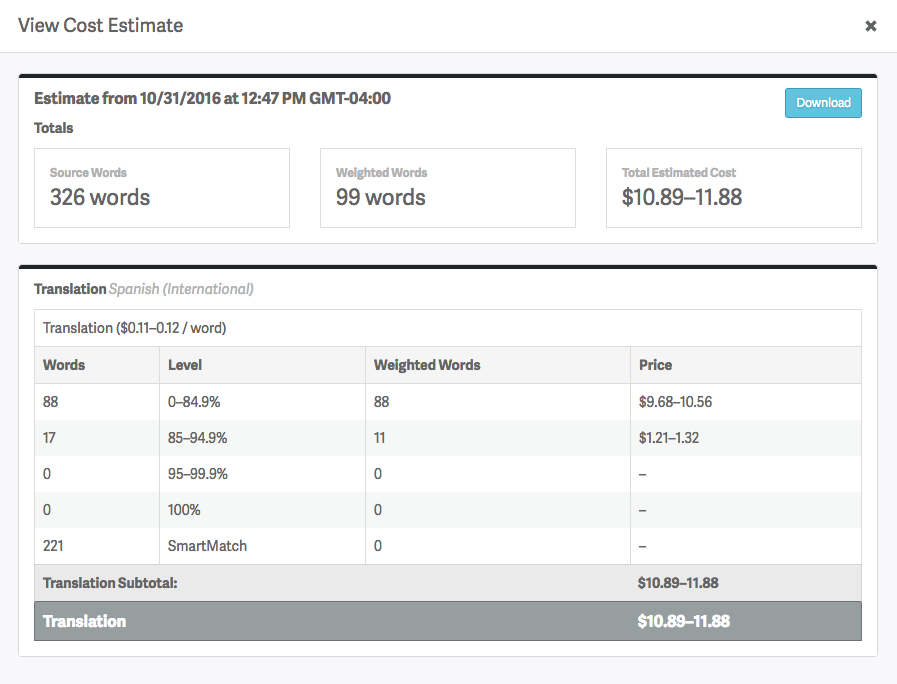 View Cost Estimate ×
Estimate from 10/31/2016 at 12:47 PM GMT-04:00
Download
Totals
Source Words Weighted Words Total Estimated Cost
326 words 99 words $10.89–11.88
Translation Spanish (International)
Translation ($0.11–0.12 / word)
Words Level Weighted Words Price
88 0–84.9% 88 $9.68–10.56
17 85–94.9% 11 $1.21–1.32
0 95–99.9% 0 –
0 100% 0 –
221 SmartMatch 0 –
Translation Subtotal: $10.89–11.88
Translation $10.89–11.88